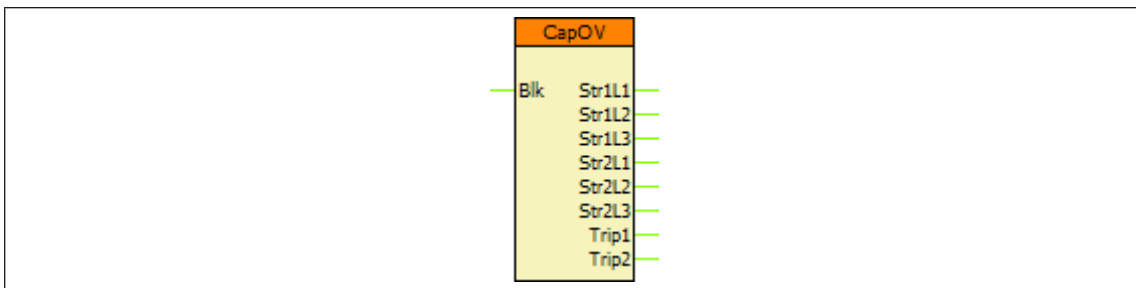 CapOV
Blk Str1L1
Str1L2
Str1L3
Str2L1
Str2L2
Str2L3
Trip1
Trip2